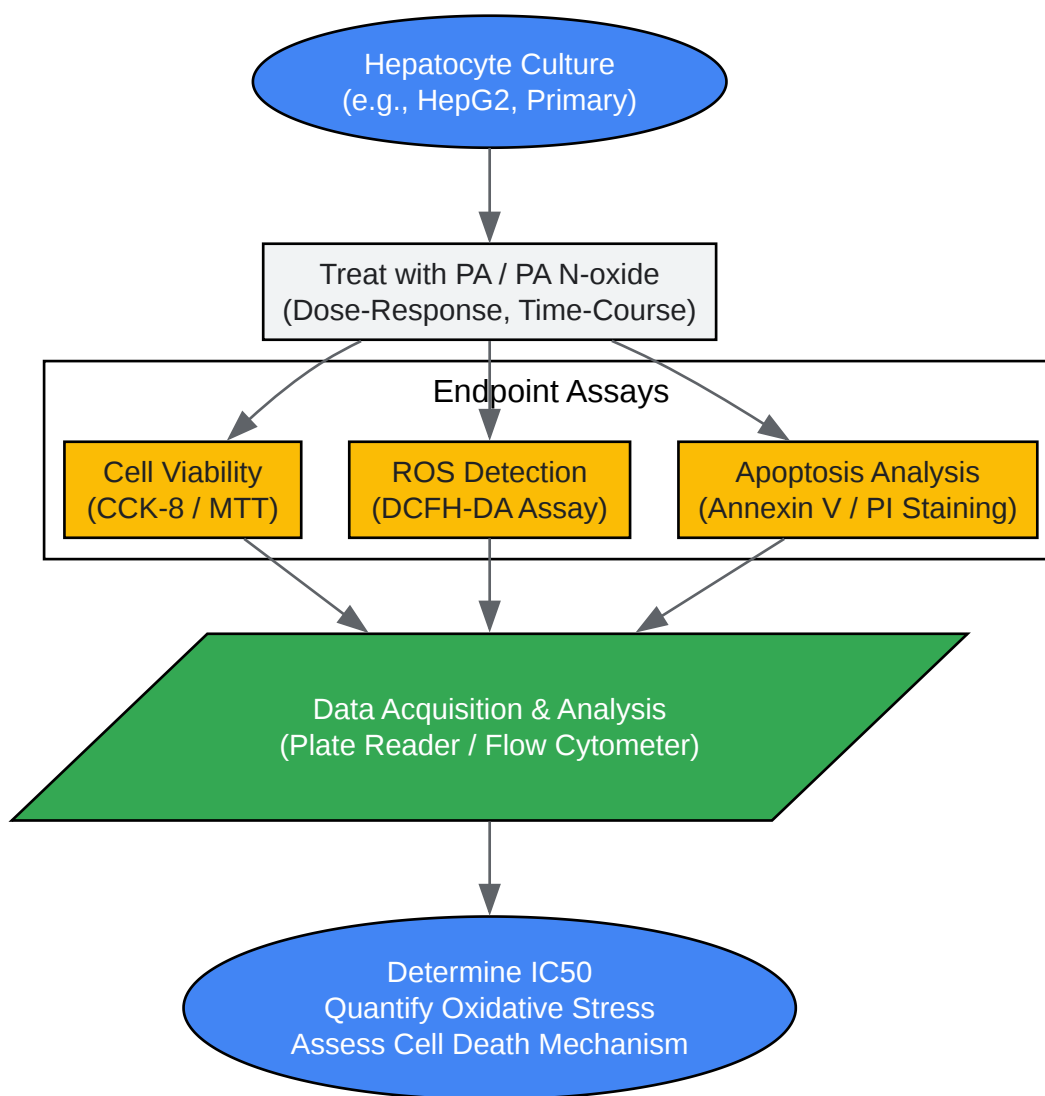 Hepatocyte Culture
(e.g., HepG2, Primary)
Treat with PA / PA N-oxide
(Dose-Response, Time-Course)
Endpoint Assays
Cell Viability
(CCK-8 / MTT)
ROS Detection
(DCFH-DA Assay)
Apoptosis Analysis
(Annexin V / PI Staining)
Data Acquisition & Analysis
(Plate Reader / Flow Cytometer)
Determine IC50
Quantify Oxidative Stress
Assess Cell Death Mechanism